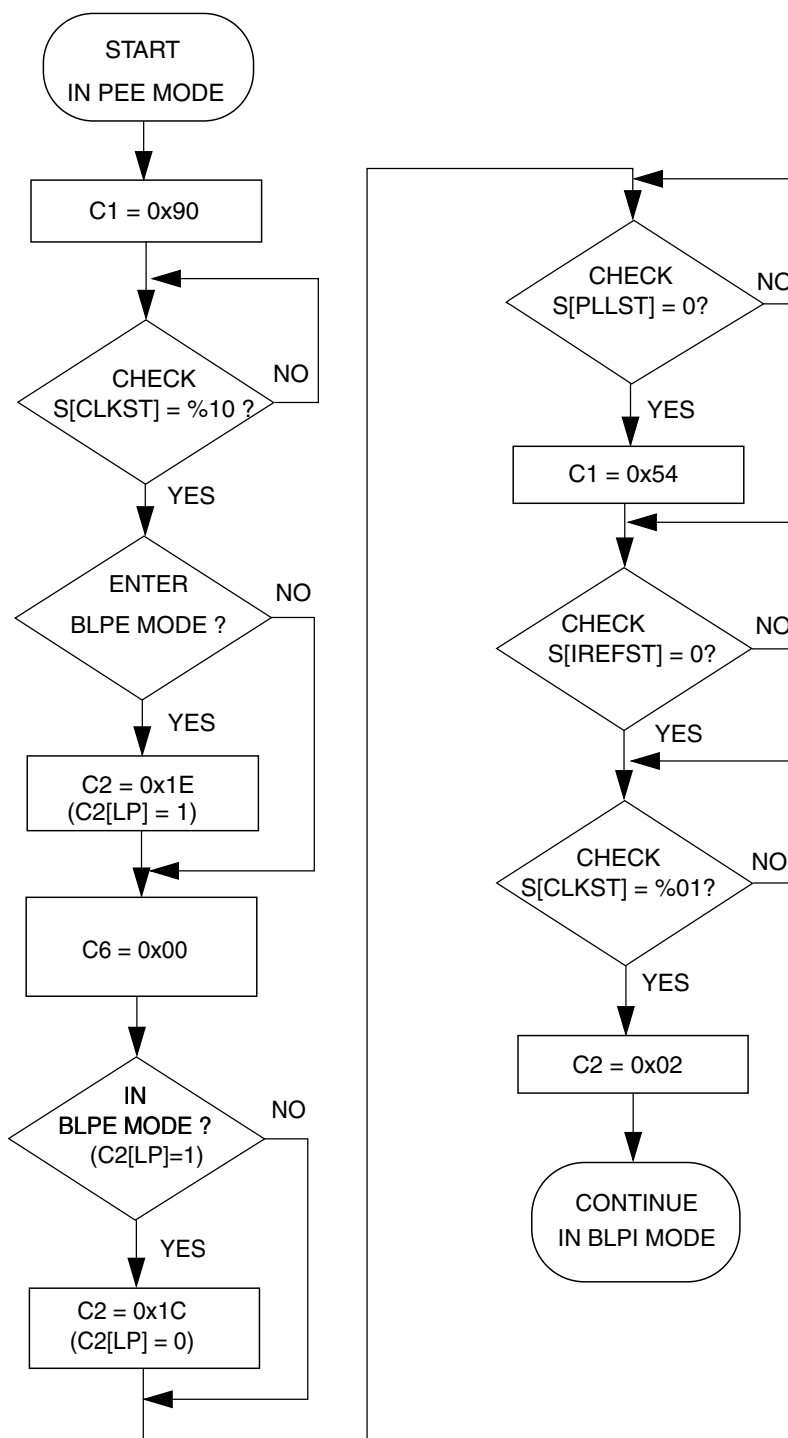 START
IN PEE MODE
C1 = 0x90
CHECK
S[CLKST] = %10 ?
NO
YES
ENTER
BLPE MODE ?
NO
YES
C2 = 0x1E
(C2[LP] = 1)
C6 = 0x00
IN
BLPE MODE ?
(C2[LP]=1)
NO
YES
C2 = 0x1C
(C2[LP] = 0)
CHECK
S[PLLST] = 0?
NO
YES
C1 = 0x54
CHECK
S[IREFST] = 0?
NO
YES
CHECK
S[CLKST] = %01?
NO
YES
C2 = 0x02
CONTINUE
IN BLPI MODE